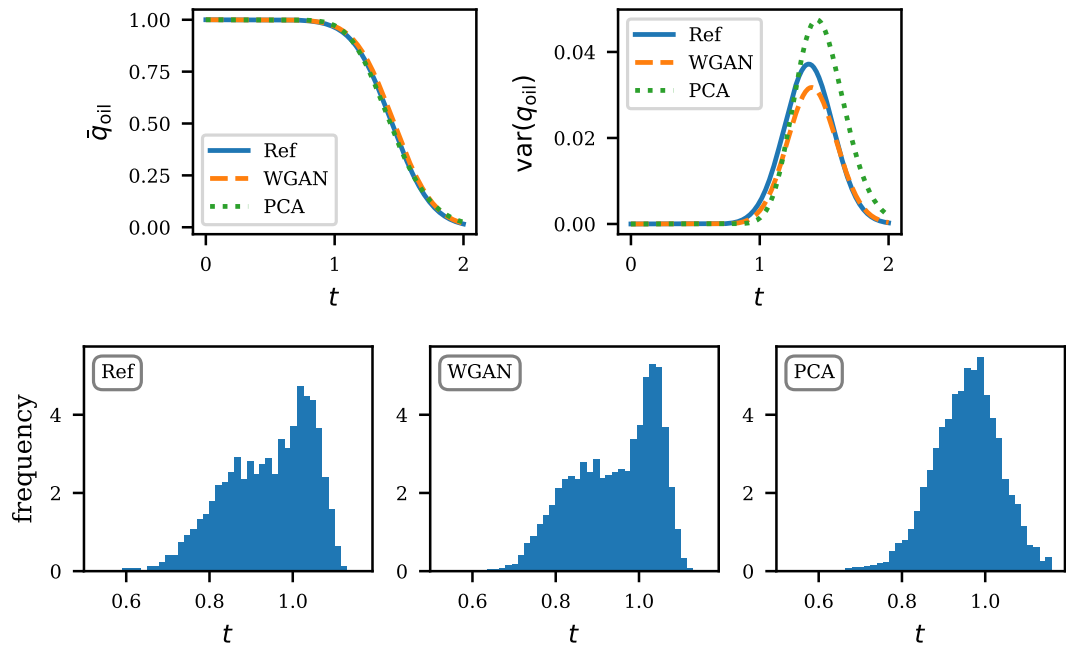 1.00
0.75
0.50
0.25
0.00
q̄oil
Ref
WGAN
PCA
0 1 2
t
0.04
0.02
0.00
var(qoil)
Ref
WGAN
PCA
0 1 2
t
frequency
4
2
0
Ref
0.6 0.8 1.0
t
4
2
0
WGAN
0.6 0.8 1.0
t
4
2
0
PCA
0.6 0.8 1.0
t